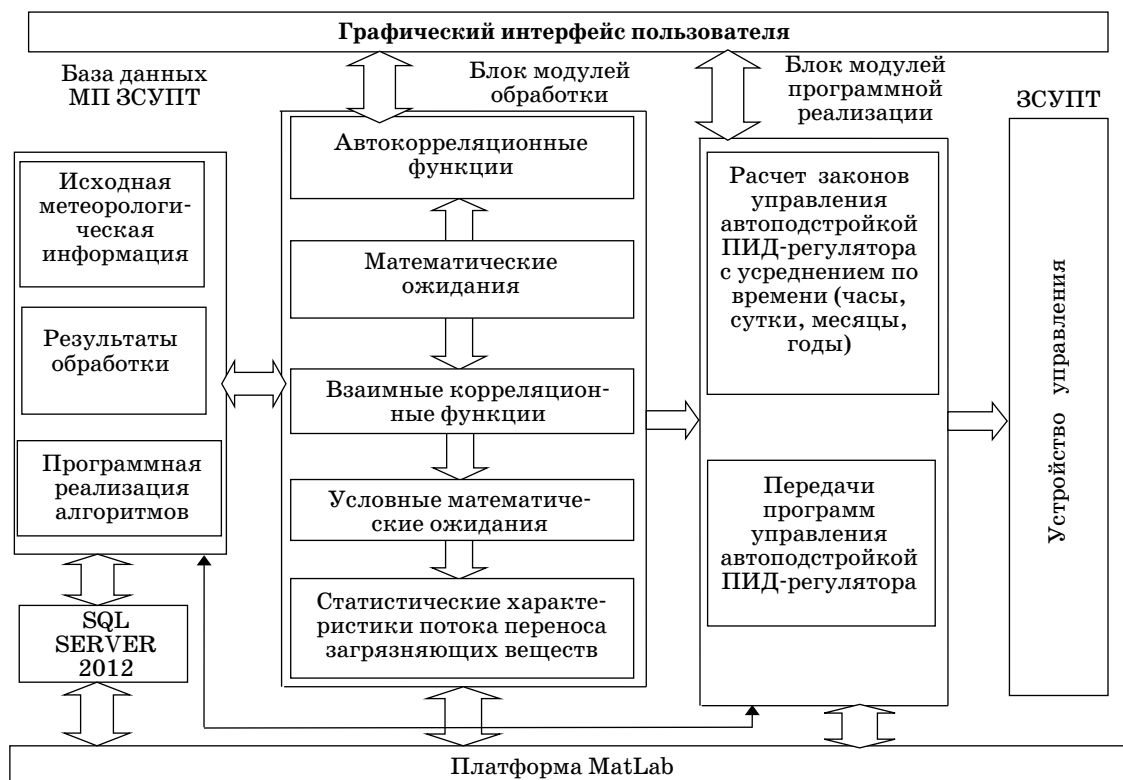 Графический интерфейс пользователя
База данных
МП ЗСУПТ
Блок модулей
обработки
Блок модулей
программной
реализации
ЗСУПТ
Исходная
метеорологи-
ческая
информация
Результаты
обработки
Программная
реализация
алгоритмов
SQL
SERVER
2012
Автокорреляционные
функции
Математические
ожидания
Взаимные корреляцион-
ные функции
Условные математиче-
ские ожидания
Статистические характе-
ристики потока переноса
загрязняющих веществ
Расчет законов
управления
автоподстройкой
ПИД-регулятора
с усреднением по
времени (часы,
сутки, месяцы,
годы)
Передачи
программ
управления
автоподстройкой
ПИД-регулятора
Устройство управления
Платформа MatLab